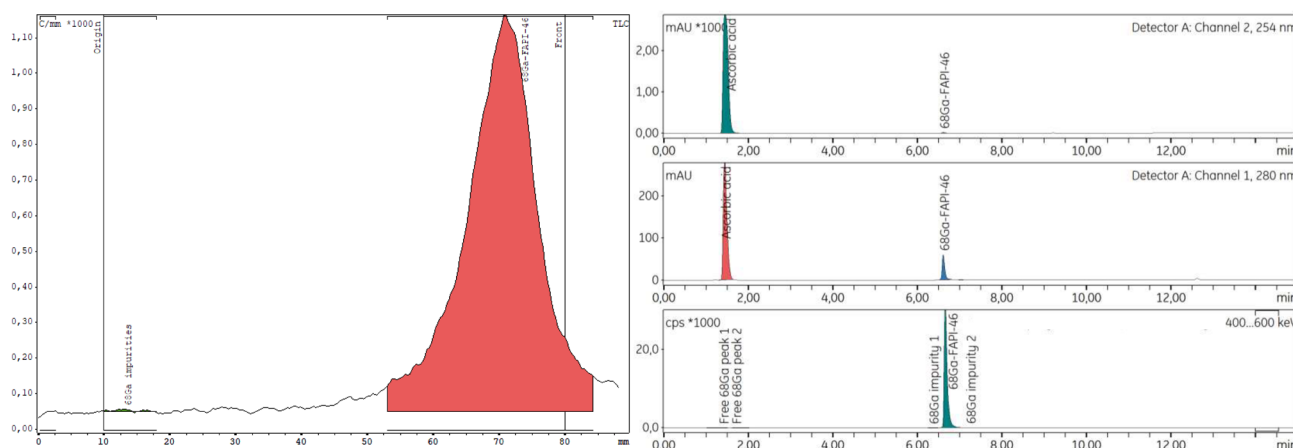 C/mm *1000
TLC
1,10
1,00
0,90
0,80
0,70
0,60
0,50
0,40
0,30
0,20
0,10
0,00
Origin
68Ga impurities
68Ga-FAPI-46
Front
0 10 20 30 40 50 60 70 80 mm
mAU *1000
Detector A: Channel 2, 254 nm
2,00
1,00
0,00
Ascorbic acid
68Ga-FAPI-46
0,00 2,00 4,00 6,00 8,00 10,00 12,00 min
mAU
Detector A: Channel 1, 280 nm
200
100
0
Ascorbic acid
68Ga-FAPI-46
0,00 2,00 4,00 6,00 8,00 10,00 12,00 min
cps *1000
400...600 keV
20,0
0,0
Free 68Ga peak 1
Free 68Ga peak 2
68Ga impurity 1
68Ga-FAPI-46
68Ga impurity 2
0,00 2,00 4,00 6,00 8,00 10,00 12,00 min